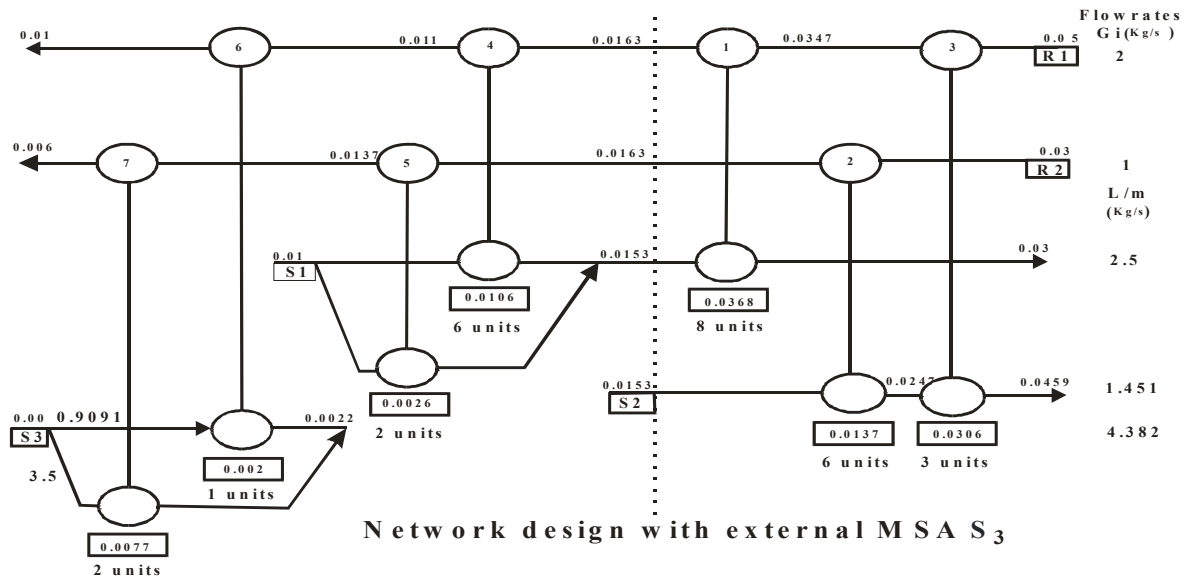 Flowrates
Gi(Kg/s)
0.01
6
0.011
4
0.0163
1
0.0347
3
0.05
R1
2
0.006
7
0.0137
5
0.0163
2
0.03
R2
1
L/m
(Kg/s)
0.01
S1
0.0153
0.03
2.5
0.0106
6 units
0.0368
8 units
0.0026
2 units
0.0153
S2
0.0247
0.0459
1.451
0.0137
6 units
0.0306
3 units
0.00
0.9091
0.0022
S3
4.382
3.5
0.002
1 units
0.0077
2 units
Network design with external MSA S3